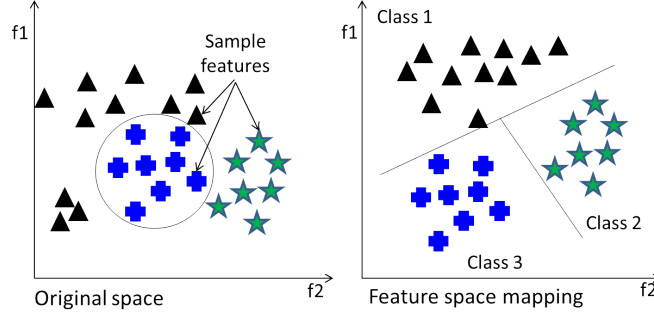 f1
Sample
features
f2
Original space
f1
Class 1
Class 2
Class 3
f2
Feature space mapping